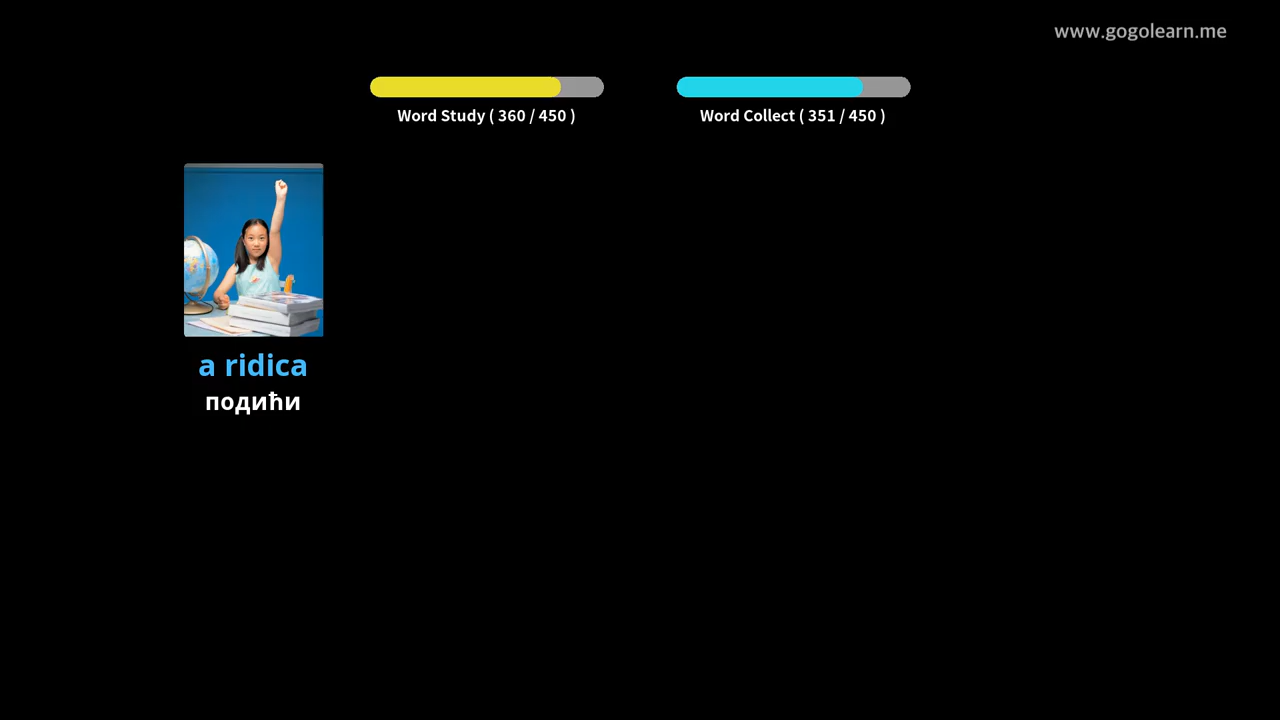 www.gogolearn.me
Word Study ( 360 / 450 )
Word Collect ( 351 / 450 )
a ridica
подићи